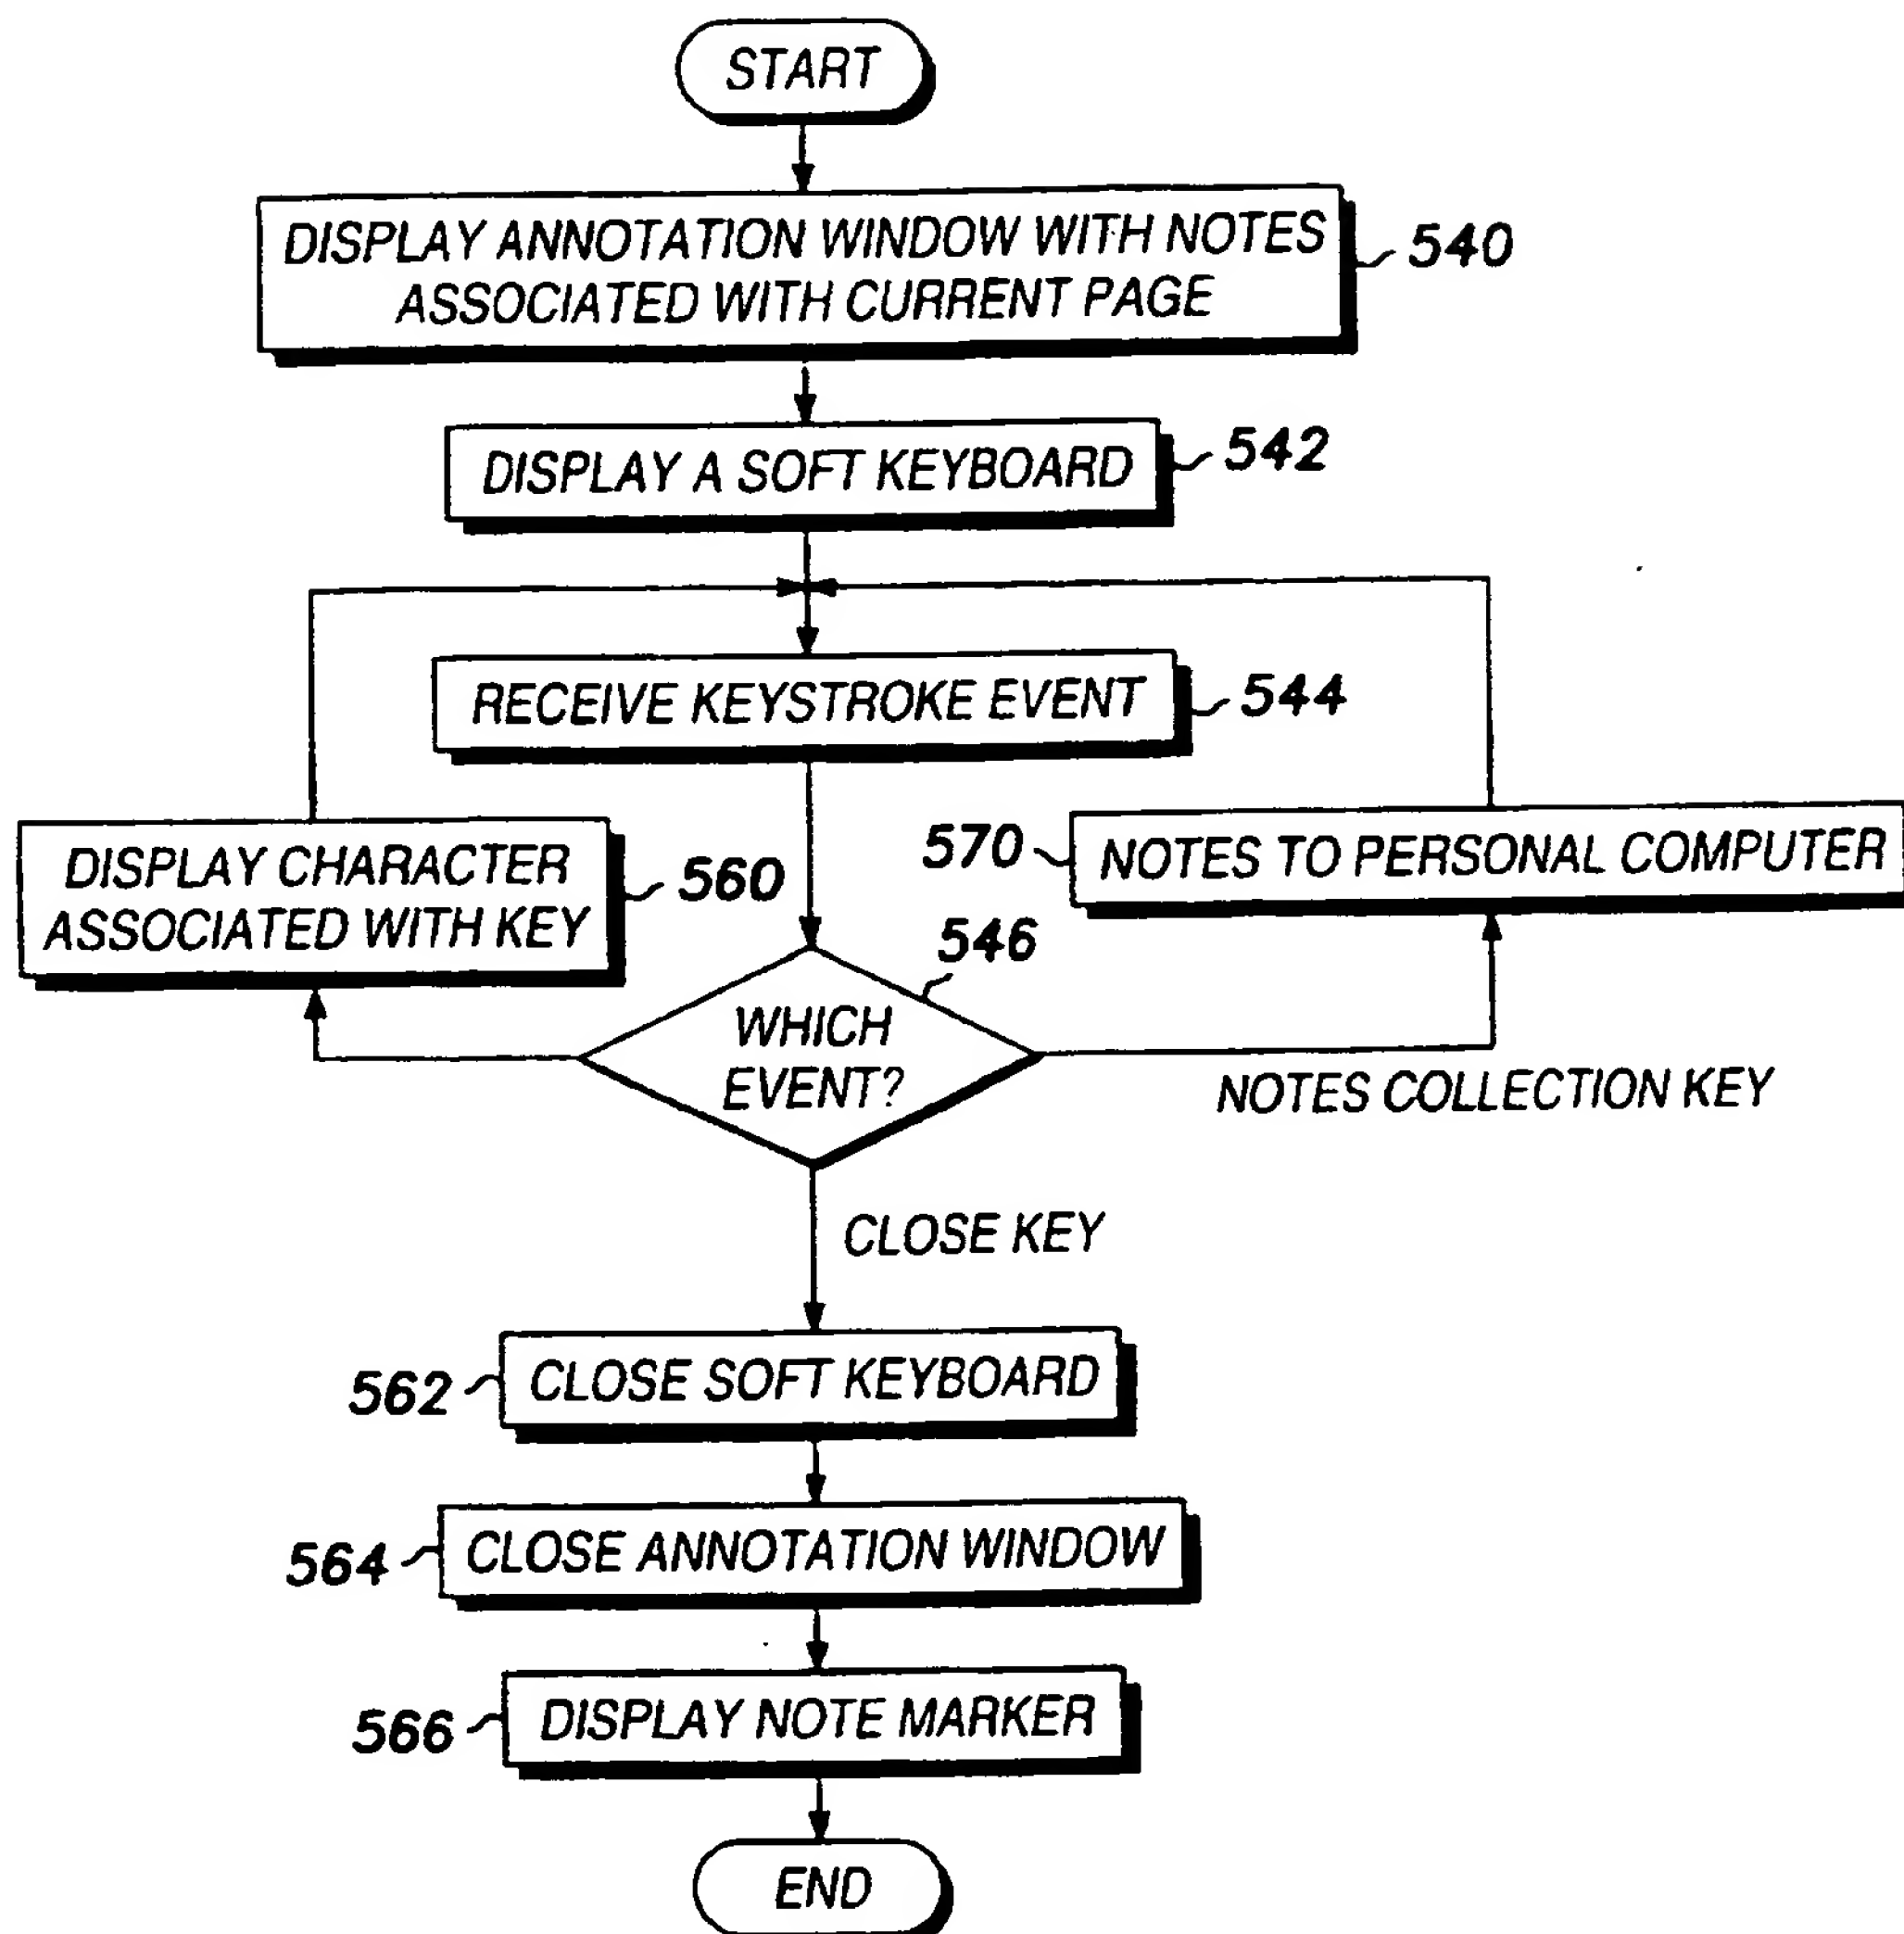 START
DISPLAY ANNOTATION WINDOW WITH NOTES
ASSOCIATED WITH CURRENT PAGE
540
DISPLAY A SOFT KEYBOARD
542
RECEIVE KEYSTROKE EVENT
544
DISPLAY CHARACTER
ASSOCIATED WITH KEY
560
570
NOTES TO PERSONAL COMPUTER
546
WHICH
EVENT?
NOTES COLLECTION KEY
CLOSE KEY
562
CLOSE SOFT KEYBOARD
564
CLOSE ANNOTATION WINDOW
566
DISPLAY NOTE MARKER
END